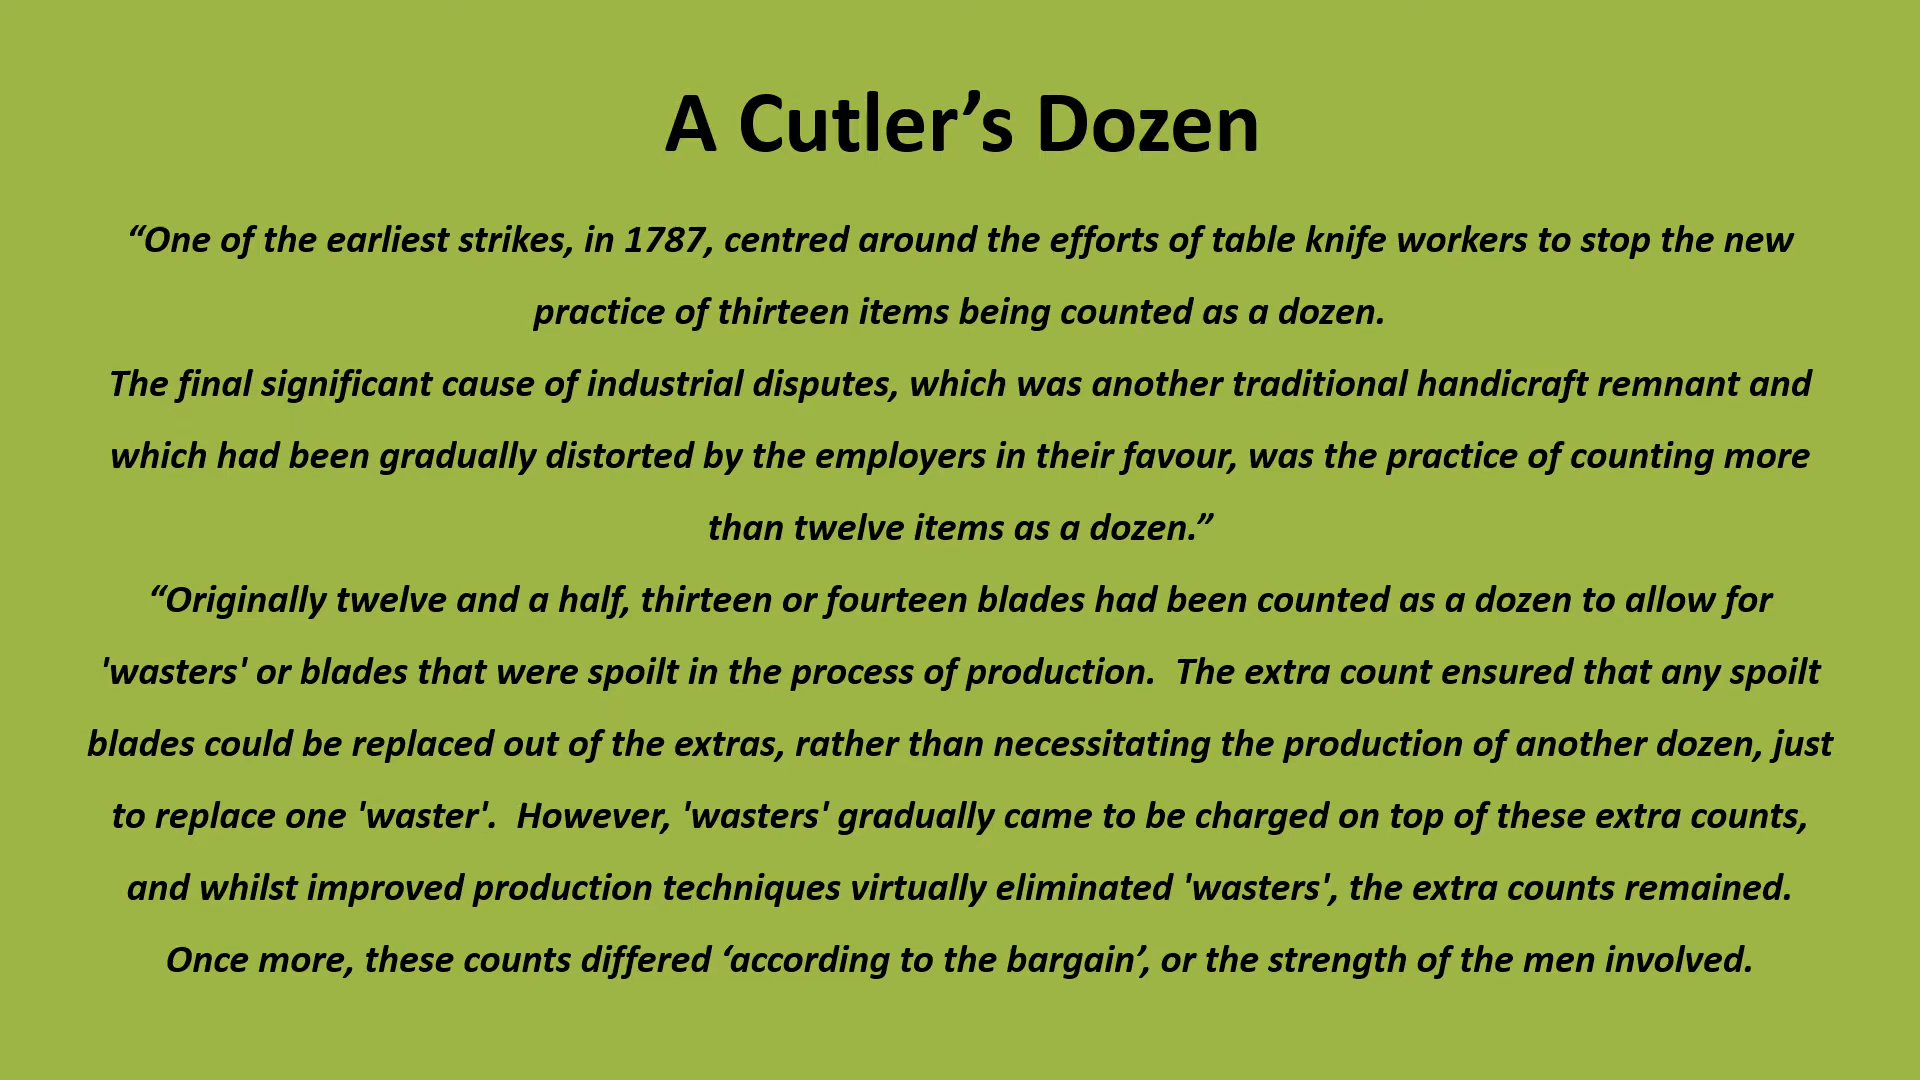 A Cutler’s Dozen
“One of the earliest strikes, in 1787, centred around the efforts of table knife workers to stop the new
practice of thirteen items being counted as a dozen.
The final significant cause of industrial disputes, which was another traditional handicraft remnant and
which had been gradually distorted by the employers in their favour, was the practice of counting more
than twelve items as a dozen.”
“Originally twelve and a half, thirteen or fourteen blades had been counted as a dozen to allow for
'wasters' or blades that were spoilt in the process of production.  The extra count ensured that any spoilt
blades could be replaced out of the extras, rather than necessitating the production of another dozen, just
to replace one 'waster'.  However, 'wasters' gradually came to be charged on top of these extra counts,
and whilst improved production techniques virtually eliminated 'wasters', the extra counts remained.
Once more, these counts differed ‘according to the bargain’, or the strength of the men involved.